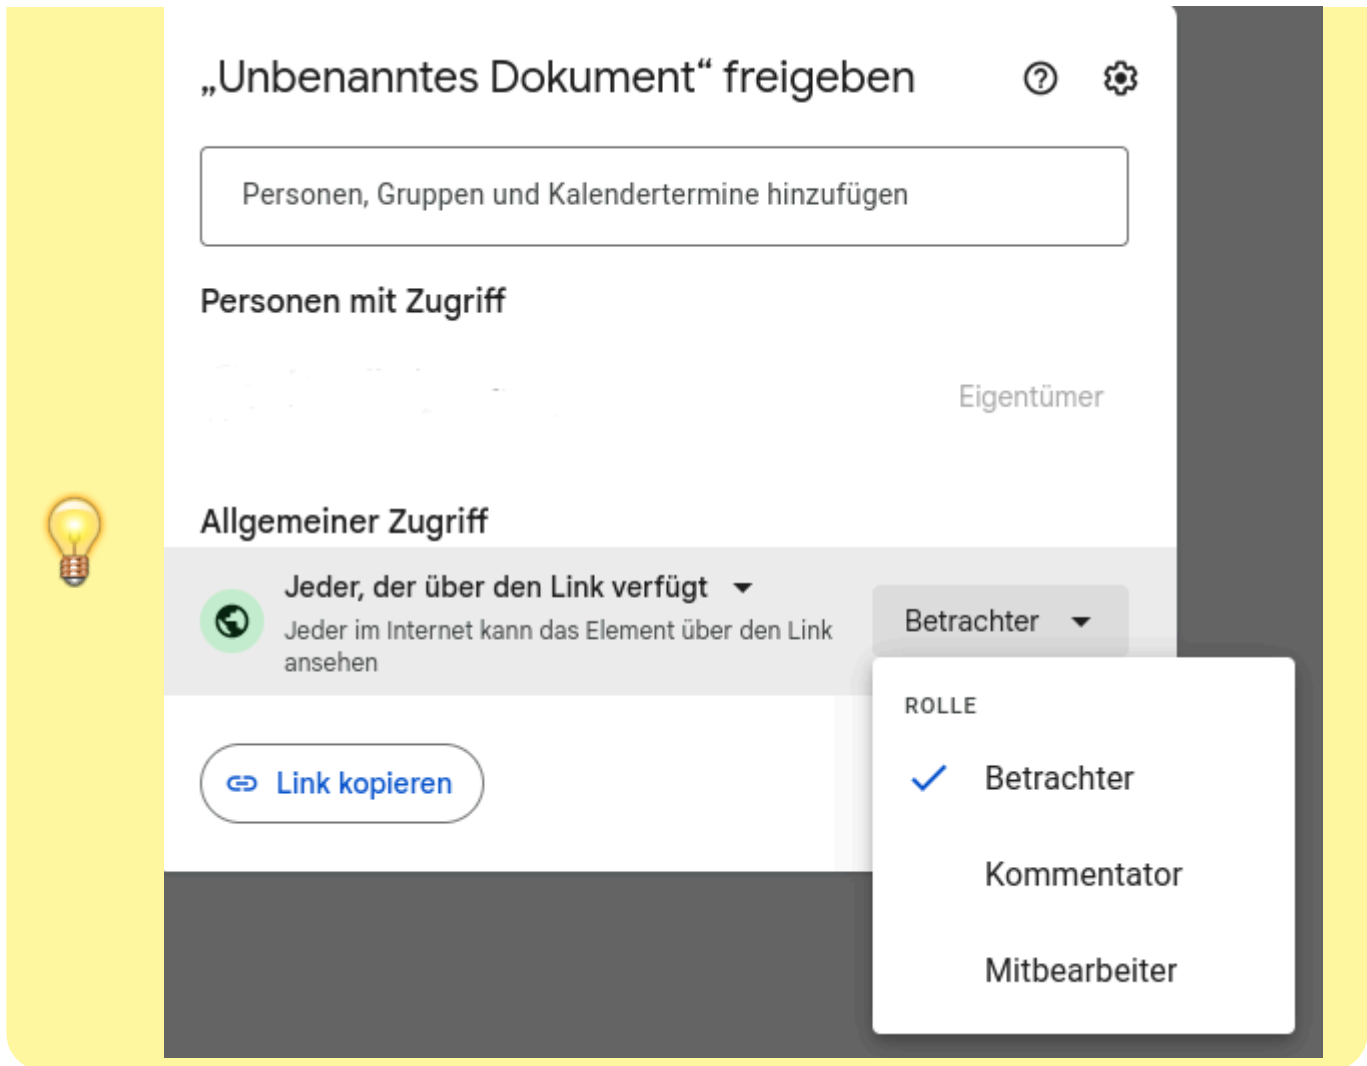 „Unbenanntes Dokument“ freigeben
Personen, Gruppen und Kalendertermine hinzufügen
Personen mit Zugriff
Eigentümer
Allgemeiner Zugriff
Jeder, der über den Link verfügt
Jeder im Internet kann das Element über den Link
ansehen
Betrachter
ROLLE
Betrachter
Kommentator
Mitbearbeiter
Link kopieren